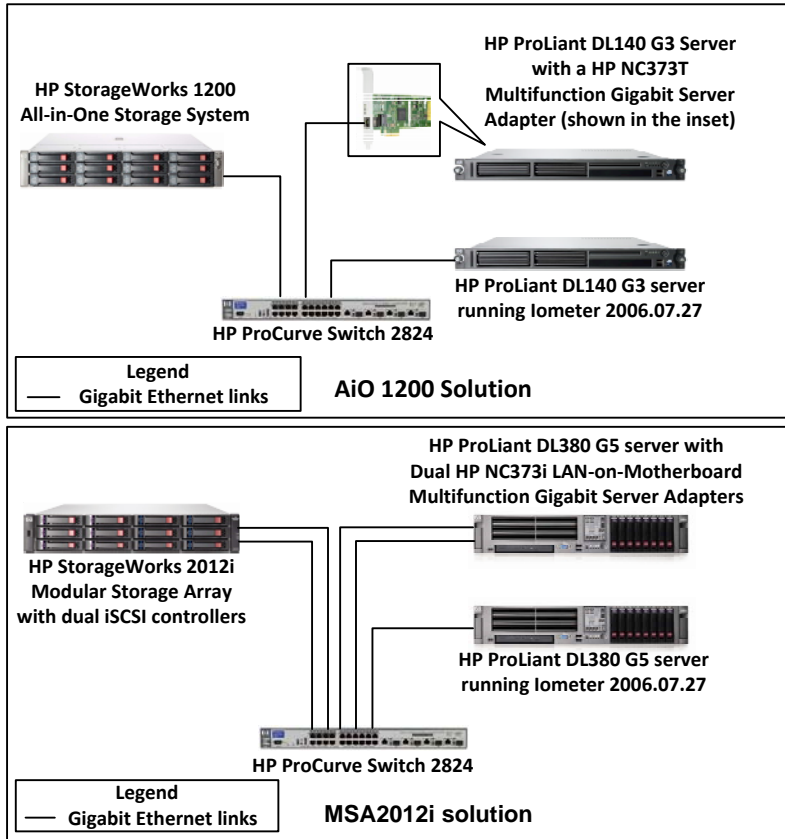 HP StorageWorks 1200
All-in-One Storage System
HP ProLiant DL140 G3 Server
with a HP NC373T
Multifunction Gigabit Server
Adapter (shown in the inset)
HP ProLiant DL140 G3 server
running Iometer 2006.07.27
HP ProCurve Switch 2824
Legend
Gigabit Ethernet links
AiO 1200 Solution
HP ProLiant DL380 G5 server with
Dual HP NC373i LAN-on-Motherboard
Multifunction Gigabit Server Adapters
HP StorageWorks 2012i
Modular Storage Array
with dual iSCSI controllers
HP ProLiant DL380 G5 server
running Iometer 2006.07.27
HP ProCurve Switch 2824
Legend
Gigabit Ethernet links
MSA2012i solution